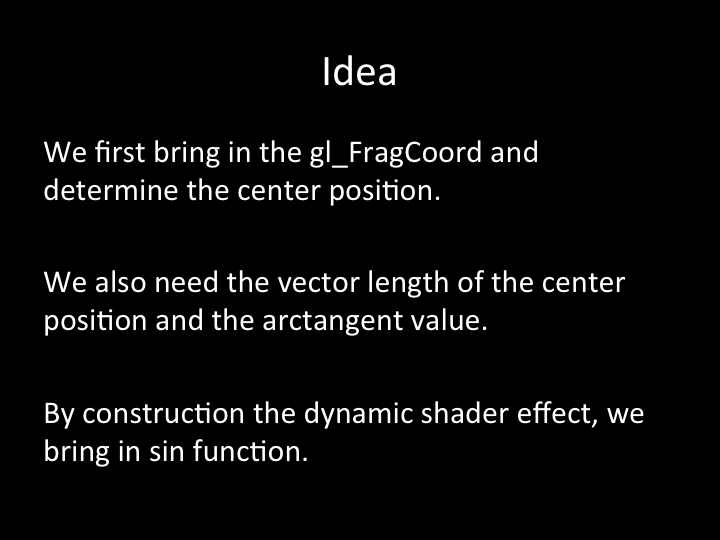 Idea
We first bring in the gl_FragCoord and
determine the center position.
We also need the vector length of the center
position and the arctangent value.
By construction the dynamic shader effect, we
bring in sin function.